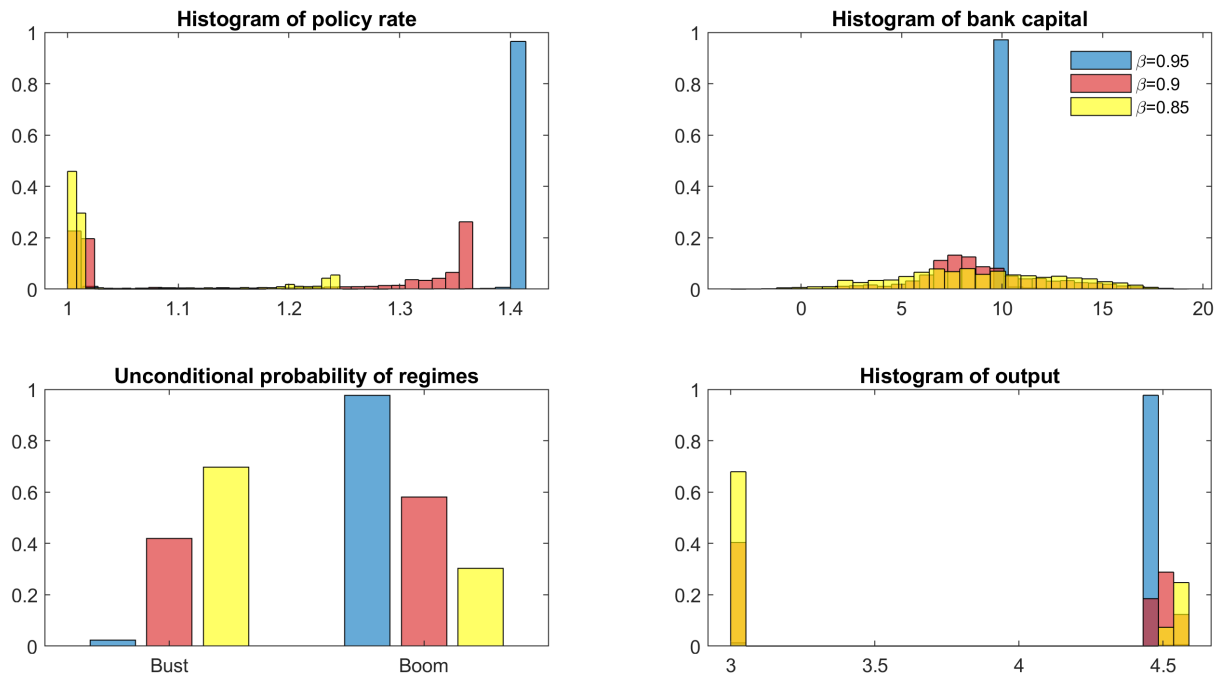 Histogram of policy rate
1
0.8
0.6
0.4
0.2
0
1 1.1 1.2 1.3 1.4
Histogram of bank capital
1
0.8
0.6
0.4
0.2
0
0 5 10 15 20
β=0.95
β=0.9
β=0.85
Unconditional probability of regimes
1
0.8
0.6
0.4
0.2
0
Bust Boom
Histogram of output
1
0.8
0.6
0.4
0.2
0
3 3.5 4 4.5